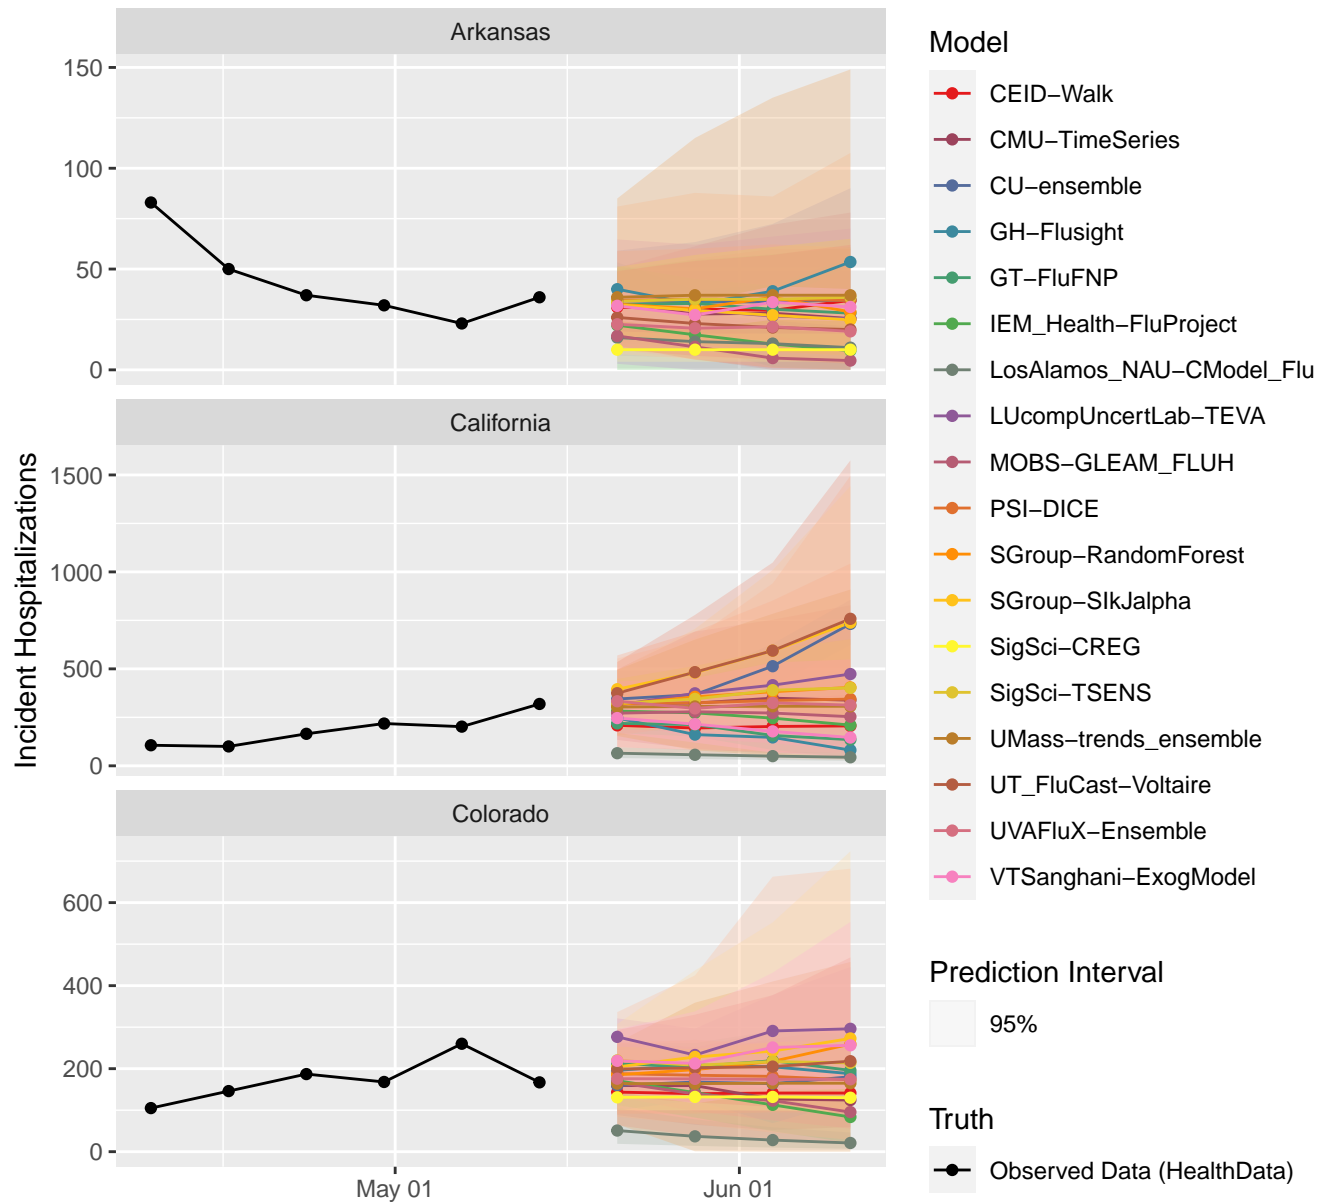 Arkansas
150
100
50
0
California
1500
1000
500
0
Colorado
600
400
200
0
May 01
Jun 01
Incident Hospitalizations
Model
CEID−Walk
CMU−TimeSeries
CU−ensemble
GH−Flusight
GT−FluFNP
IEM_Health−FluProject
LosAlamos_NAU−CModel_Flu
LUcompUncertLab−TEVA
MOBS−GLEAM_FLUH
PSI−DICE
SGroup−RandomForest
SGroup−SIkJalpha
SigSci−CREG
SigSci−TSENS
UMass−trends_ensemble
UT_FluCast−Voltaire
UVAFluX−Ensemble
VTSanghani−ExogModel
Prediction Interval
95%
Truth
Observed Data (HealthData)